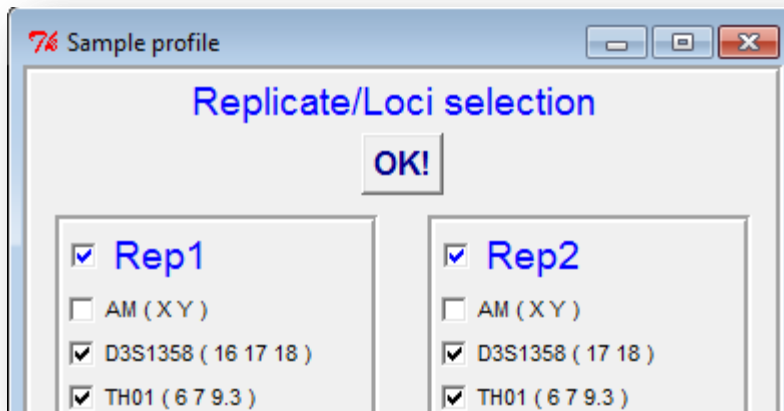 Sample profile
Replicate/Loci selection
OK!
Rep1
AM ( X Y )
D3S1358 ( 16 17 18 )
TH01 ( 6 7 9.3 )
Rep2
AM ( X Y )
D3S1358 ( 17 18 )
TH01 ( 6 7 9.3 )